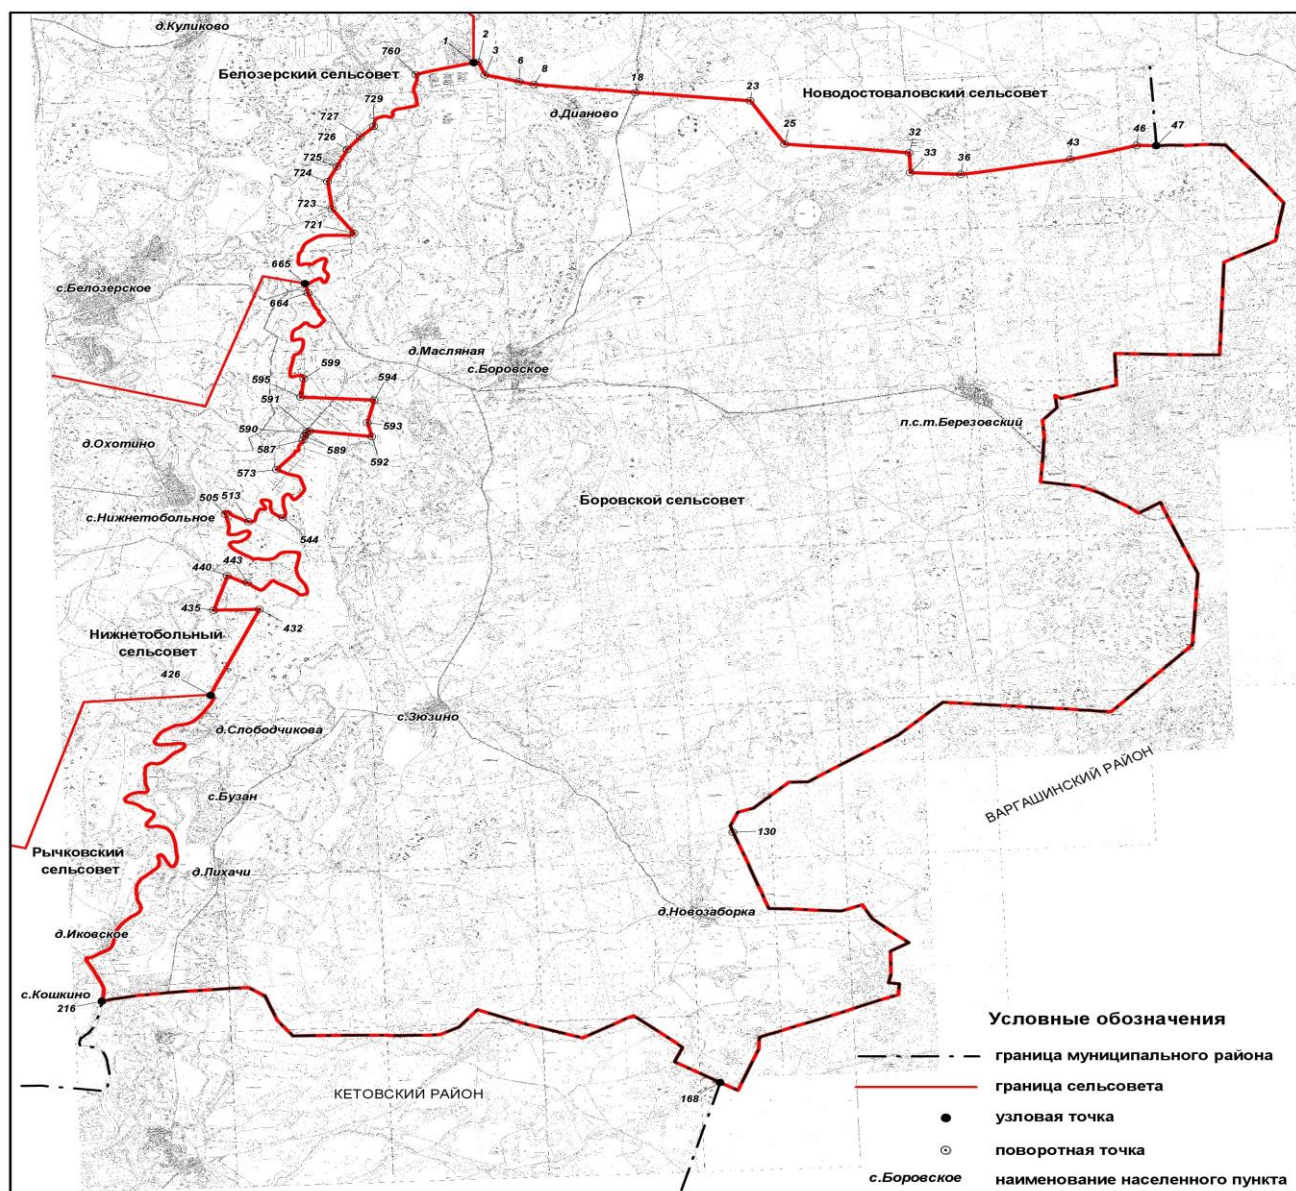 д.Куликово
1
2
760
3
Белозерский сельсовет
6
8
18
23
Новодостоваловский сельсовет
729
727
д.Дианово
726
25
32
46
47
725
33
36
43
724
723
721
665
с.Белозерское
664
д.Масляная
с.Боровское
599
595
594
591
п.с.т.Березовский
590
593
д.Охотино
587
589
592
573
505
513
Боровской сельсовет
с.Нижнетобольное
544
443
440
435
432
Нижнетобольный
сельсовет
426
с.Зюзино
д.Слободчикова
ВАРГАШИНСКИЙ РАЙОН
с.Бузан
130
Рычковский
сельсовет
д.Лихачи
д.Новозаборка
д.Иковское
с.Кошкино
216
КЕТОВСКИЙ РАЙОН
168
Условные обозначения
граница муниципального района
граница сельсовета
узловая точка
поворотная точка
с.Боровское наименование населенного пункта